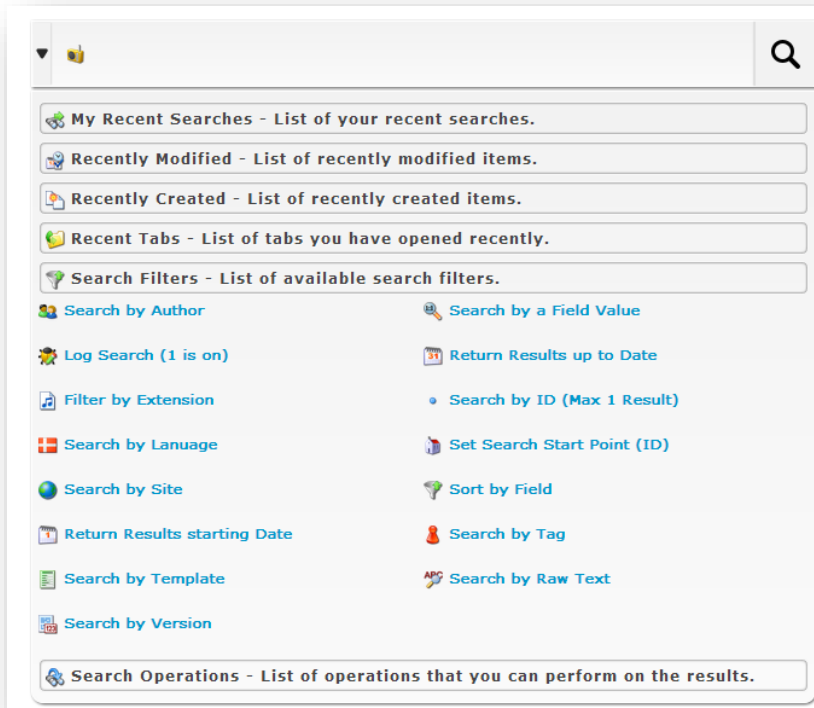 My Recent Searches - List of your recent searches.
Recently Modified - List of recently modified items.
Recently Created - List of recently created items.
Recent Tabs - List of tabs you have opened recently.
Search Filters - List of available search filters.
Search by Author
Search by a Field Value
Log Search (1 is on)
Return Results up to Date
Filter by Extension
Search by ID (Max 1 Result)
Search by Lanuage
Set Search Start Point (ID)
Search by Site
Sort by Field
Return Results starting Date
Search by Tag
Search by Template
Search by Raw Text
Search by Version
Search Operations - List of operations that you can perform on the results.